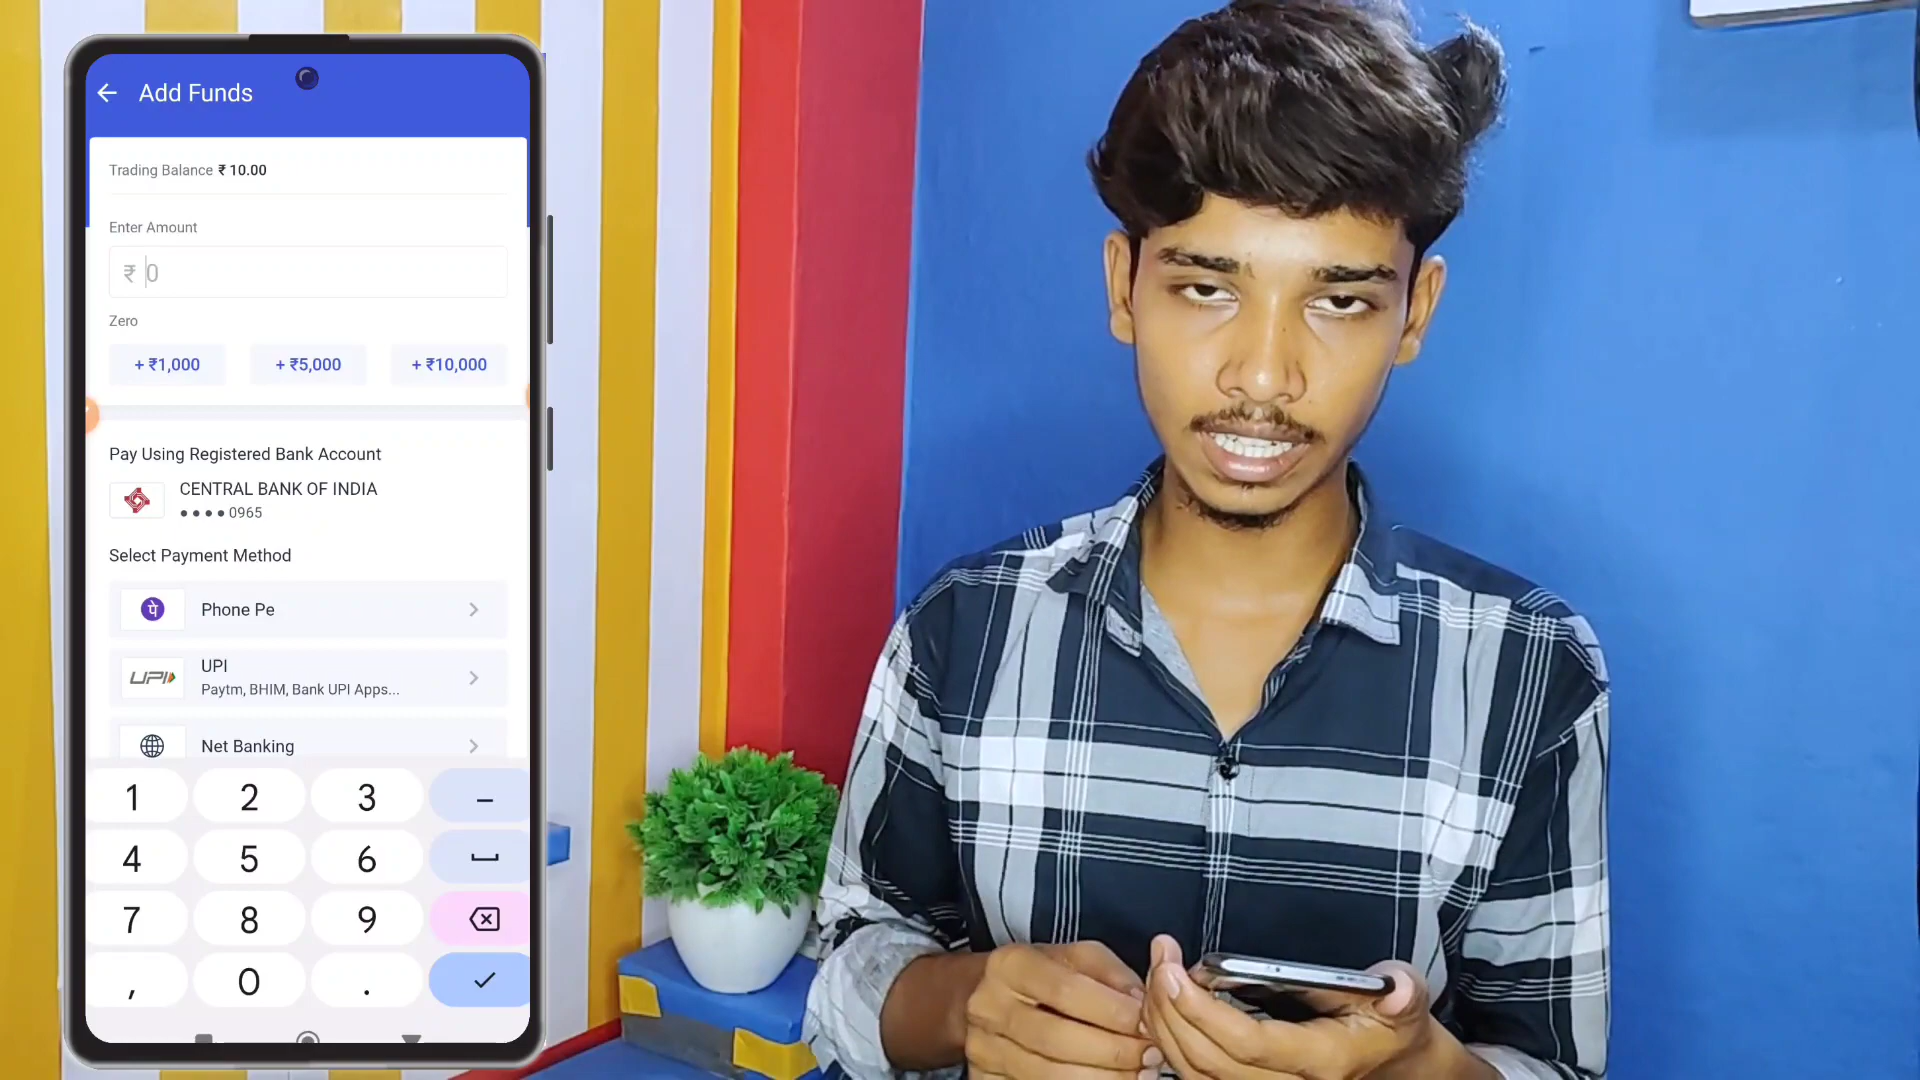 Add Funds
Trading Balance ₹ 10.00
Enter Amount
₹ 0
Zero
+ ₹1,000 + ₹5,000 + ₹10,000
Pay Using Registered Bank Account
CENTRAL BANK OF INDIA
●●●● 0965
Select Payment Method
पे Phone Pe
UPI UPI
Paytm, BHIM, Bank UPI Apps...
Net Banking
1 2 3 –
4 5 6
7 8 9
, 0 .